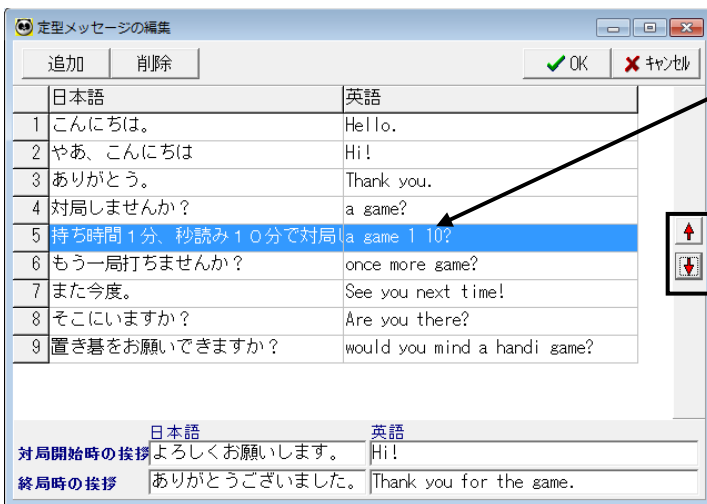 定型メッセージの編集
追加 削除 OK キャンセル
日本語 英語
1 こんにちは。 Hello.
2 やあ、こんにちは Hi!
3 ありがとう。 Thank you.
4 対局しませんか？ a game?
5 持ち時間１分、秒読み１０分で対局し a game 1 10?
6 もう一局打ちませんか？ once more game?
7 また今度。 See you next time!
8 そこにいますか？ Are you there?
9 置き碁をお願いできますか？ would you mind a handi game?
日本語 英語
対局開始時の挨拶 よろしくお願いします。 Hi!
終局時の挨拶 ありがとうございました。 Thank you for the game.